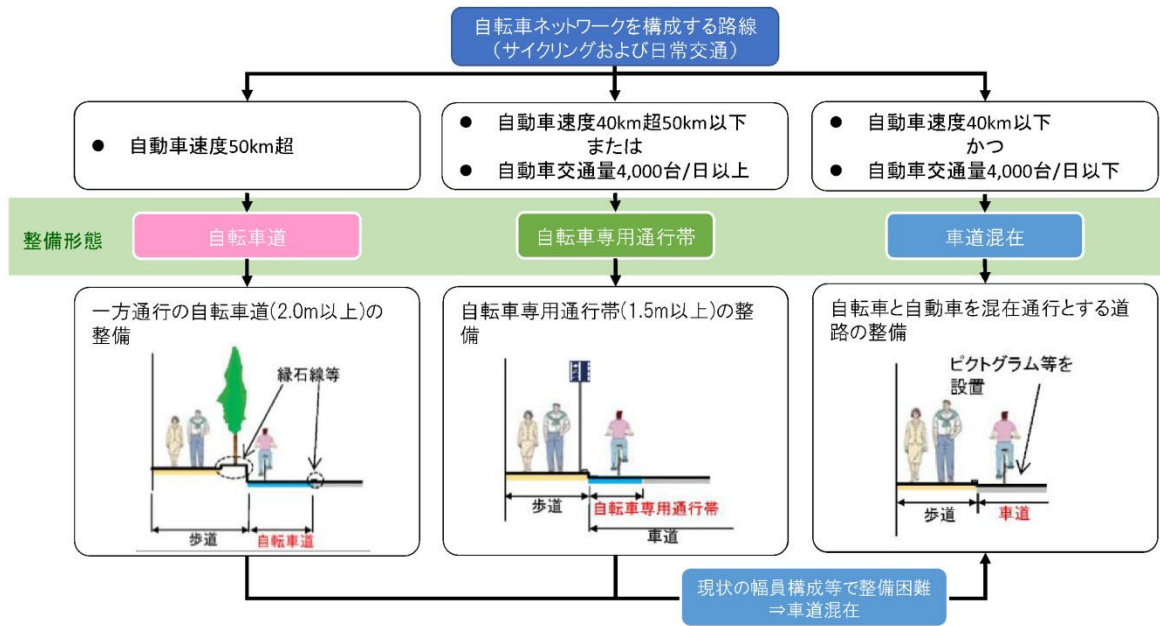 自転車ネットワークを構成する路線
（サイクリングおよび日常交通）
● 自動車速度50km超
● 自動車速度40km超50km以下
または
● 自動車交通量4,000台/日以上
● 自動車速度40km以下
かつ
● 自動車交通量4,000台/日以下
整備形態
自転車道
自転車専用通行帯
車道混在
一方通行の自転車道(2.0m以上)の
整備
縁石線等
歩道
自転車道
自転車専用通行帯(1.5m以上)の整
備
歩道
自転車専用通行帯
車道
自転車と自動車を混在通行とする道
路の整備
ピクトグラム等を
設置
歩道
車道
現状の幅員構成等で整備困難
⇒車道混在